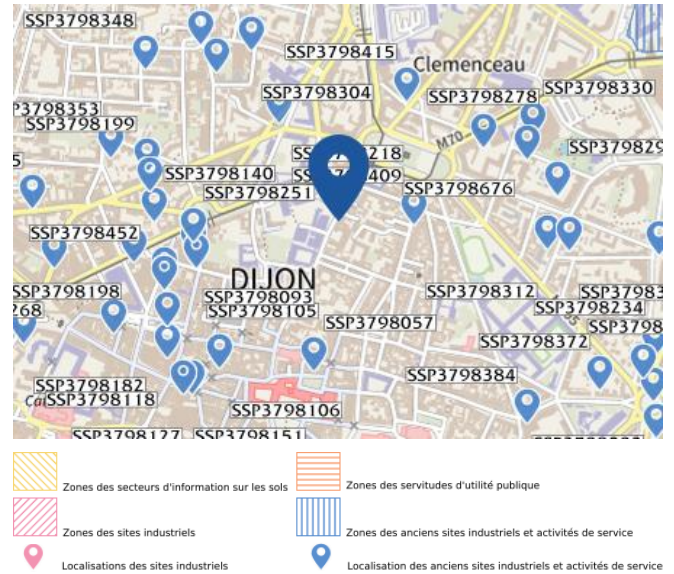 SSP3798348
SSP3798415
Clemenceau
SSP3798304
SSP3798278
SSP3798330
SSP3798199
M70
SSP3798140
SSP3798251
SSP3798676
SSP3798452
DIJON
SSP3798198
SSP3798093
SSP3798105
SSP3798312
SSP3798234
SSP3798057
SSP3798372
SSP3798182
SSP3798118
SSP3798384
SSP3798106
SSP3798127
SSP3798151
Zones des secteurs d'information sur les sols
Zones des servitudes d'utilité publique
Zones des sites industriels
Zones des anciens sites industriels et activités de service
Localisations des sites industriels
Localisation des anciens sites industriels et activités de service